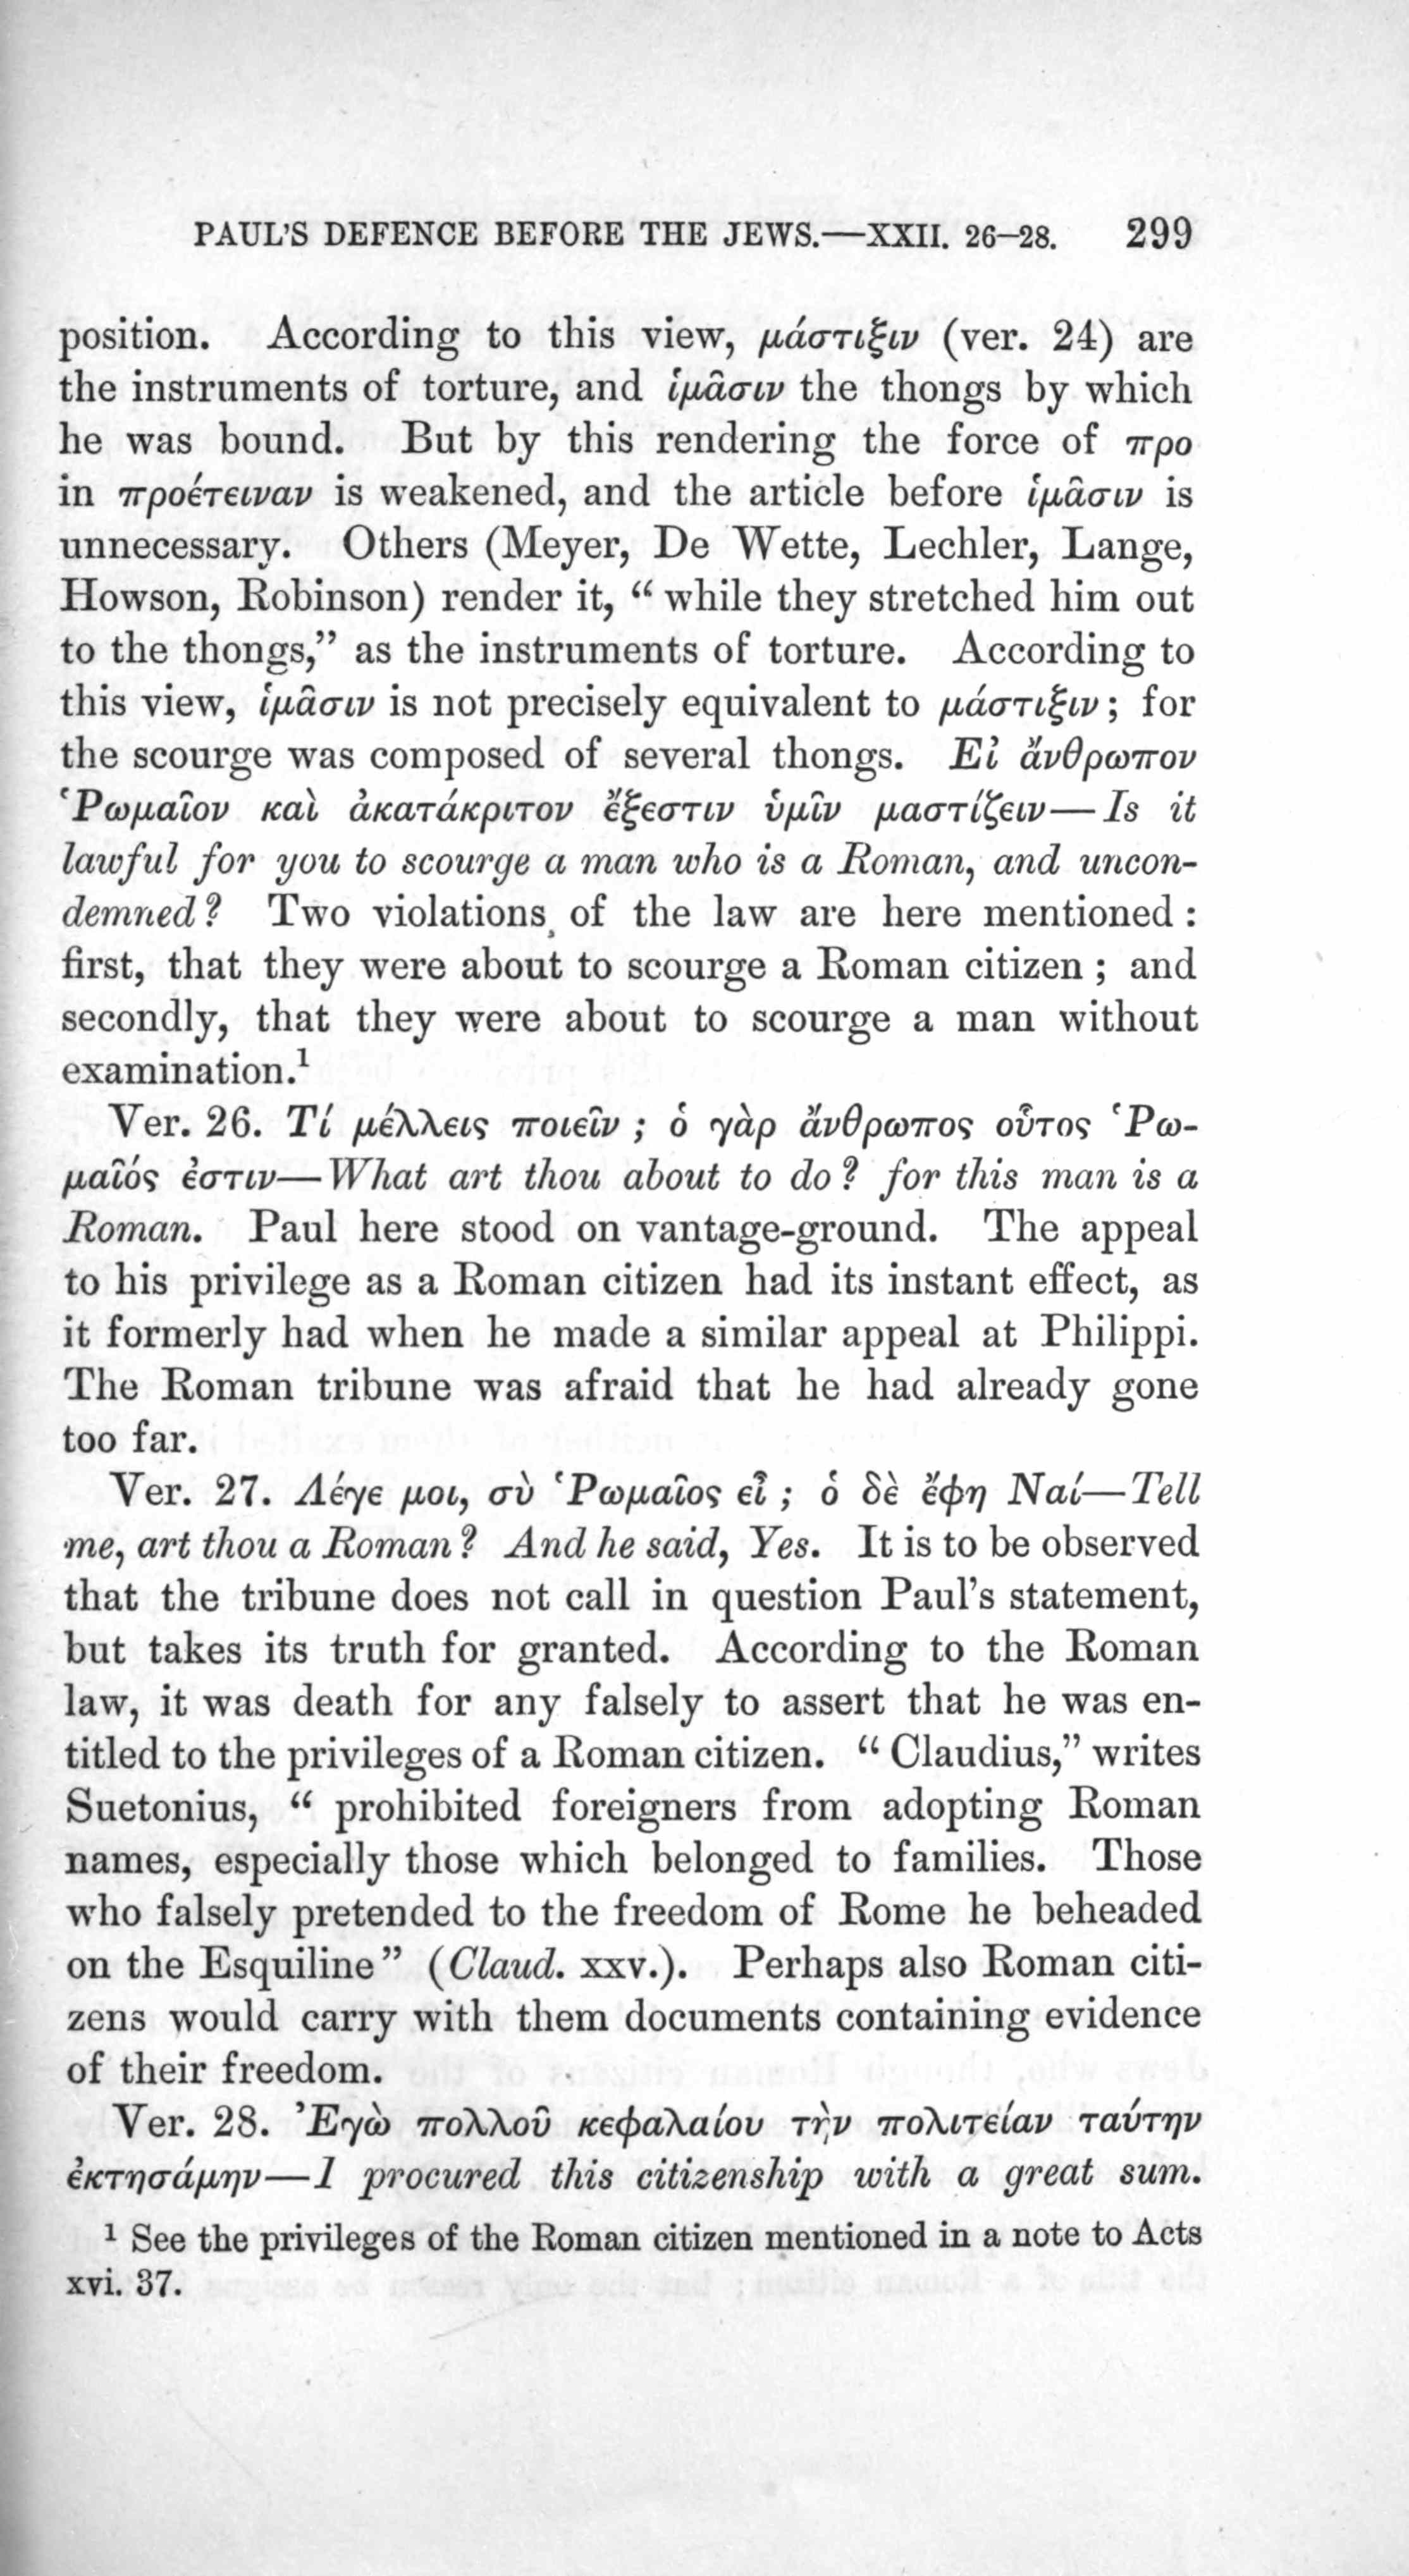 PAUL'S DEFENCE BEFORE THE JEWS.—XXII. 26–28. 299
position. According to this view, μάστιξιν (ver. 24) are
the instruments of torture, and ἱμᾶσιν the thongs by which
he was bound. But by this rendering the force of προ
in προέτειναν is weakened, and the article before ἱμᾶσιν is
unnecessary. Others (Meyer, De Wette, Lechler, Lange,
Howson, Robinson) render it, “ while they stretched him out
to the thongs,” as the instruments of torture. According to
this view, ἱμᾶσιν is not precisely equivalent to μάστιξιν; for
the scourge was composed of several thongs. Εἰ ἄνθρωπον
Ῥωμαῖον καὶ ἀκατάκριτον ἔξεστιν ὑμῖν μαστίζειν—Is it
lawful for you to scourge a man who is a Roman, and uncon-
demned? Two violations of the law are here mentioned :
first, that they were about to scourge a Roman citizen ; and
secondly, that they were about to scourge a man without
examination.¹
Ver. 26. Τί μέλλεις ποιεῖν ; ὁ γὰρ ἄνθρωπος οὗτος Ῥω-
μαῖός ἐστιν—What art thou about to do? for this man is a
Roman. Paul here stood on vantage-ground. The appeal
to his privilege as a Roman citizen had its instant effect, as
it formerly had when he made a similar appeal at Philippi.
The Roman tribune was afraid that he had already gone
too far.
Ver. 27. Λέγε μοι, σὺ Ῥωμαῖος εἶ ; ὁ δὲ ἔφη Ναί—Tell
me, art thou a Roman? And he said, Yes. It is to be observed
that the tribune does not call in question Paul's statement,
but takes its truth for granted. According to the Roman
law, it was death for any falsely to assert that he was en-
titled to the privileges of a Roman citizen. “ Claudius,” writes
Suetonius, “ prohibited foreigners from adopting Roman
names, especially those which belonged to families. Those
who falsely pretended to the freedom of Rome he beheaded
on the Esquiline” (Claud. xxv.). Perhaps also Roman citi-
zens would carry with them documents containing evidence
of their freedom.
Ver. 28. Ἐγὼ πολλοῦ κεφαλαίου τὴν πολιτείαν ταύτην
ἐκτησάμην—I procured this citizenship with a great sum.
¹ See the privileges of the Roman citizen mentioned in a note to Acts
xvi. 37.